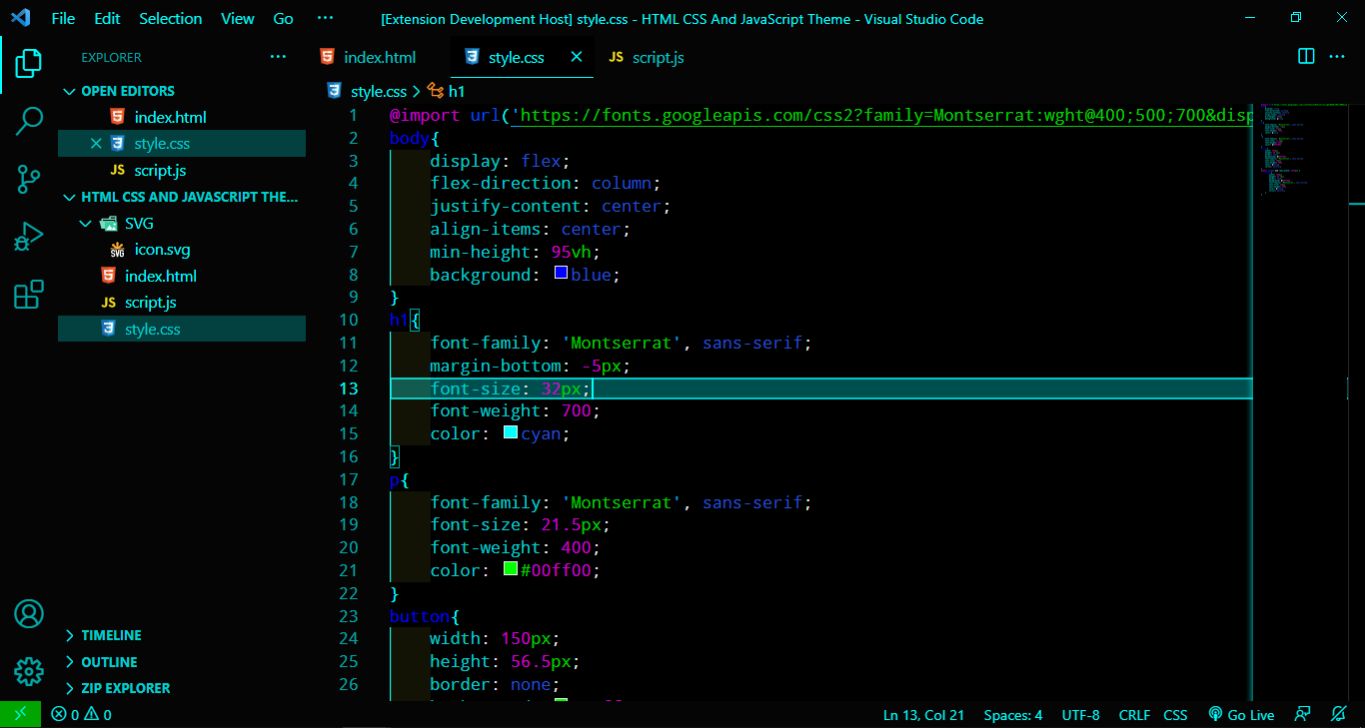 File Edit Selection View Go ··· [Extension Development Host] style.css - HTML CSS And JavaScript Theme - Visual Studio Code
EXPLORER ···
OPEN EDITORS
index.html
style.css
JS script.js
HTML CSS AND JAVASCRIPT THE...
SVG
SVG icon.svg
index.html
JS script.js
style.css
TIMELINE
OUTLINE
ZIP EXPLORER
index.html style.css JS script.js ···
style.css > h1
1 @import url('https://fonts.googleapis.com/css2?family=Montserrat:wght@400;500;700&disp
2 body{
3 display: flex;
4 flex-direction: column;
5 justify-content: center;
6 align-items: center;
7 min-height: 95vh;
8 background: blue;
9 }
10 h1{
11 font-family: 'Montserrat', sans-serif;
12 margin-bottom: -5px;
13 font-size: 32px;
14 font-weight: 700;
15 color: cyan;
16 }
17 p{
18 font-family: 'Montserrat', sans-serif;
19 font-size: 21.5px;
20 font-weight: 400;
21 color: #00ff00;
22 }
23 button{
24 width: 150px;
25 height: 56.5px;
26 border: none;
0 0 Ln 13, Col 21 Spaces: 4 UTF-8 CRLF CSS Go Live